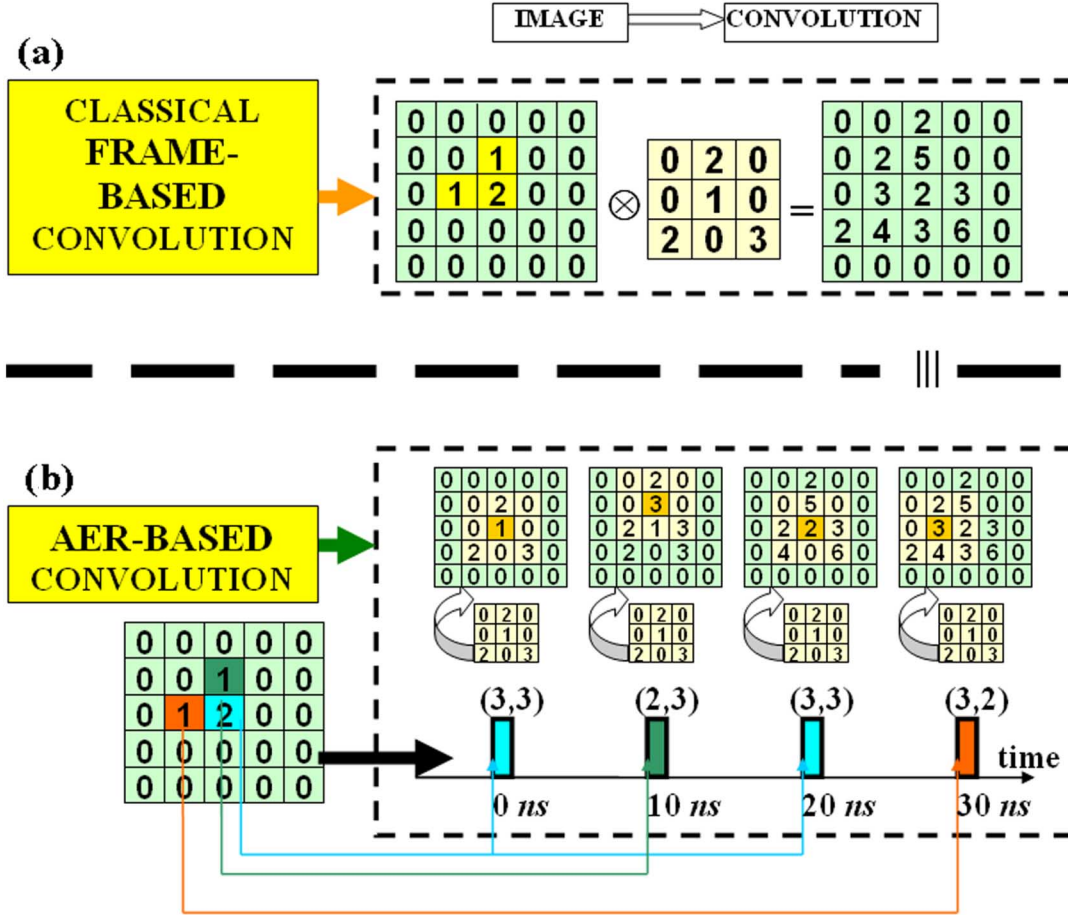 IMAGE CONVOLUTION
(a)
CLASSICAL
FRAME-
BASED
CONVOLUTION
0 0 0 0 0
0 0 1 0 0
0 1 2 0 0
0 0 0 0 0
0 0 0 0 0
⊗
0 2 0
0 1 0
2 0 3
=
0 0 2 0 0
0 2 5 0 0
0 3 2 3 0
2 4 3 6 0
0 0 0 0 0
(b)
AER-BASED
CONVOLUTION
0 0 0 0 0
0 0 2 0 0
0 0 1 0 0
0 2 0 3 0
0 0 0 0 0
0 0 2 0 0
0 0 3 0 0
0 2 1 3 0
0 2 0 3 0
0 0 0 0 0
0 0 2 0 0
0 0 5 0 0
0 2 2 3 0
0 4 0 6 0
0 0 0 0 0
0 0 2 0 0
0 2 5 0 0
0 3 2 3 0
2 4 3 6 0
0 0 0 0 0
0 2 0
0 1 0
2 0 3
0 2 0
0 1 0
2 0 3
0 2 0
0 1 0
2 0 3
0 2 0
0 1 0
2 0 3
0 0 0 0 0
0 0 1 0 0
0 1 2 0 0
0 0 0 0 0
0 0 0 0 0
(3,3) (2,3) (3,3) (3,2)
time
0 ns 10 ns 20 ns 30 ns